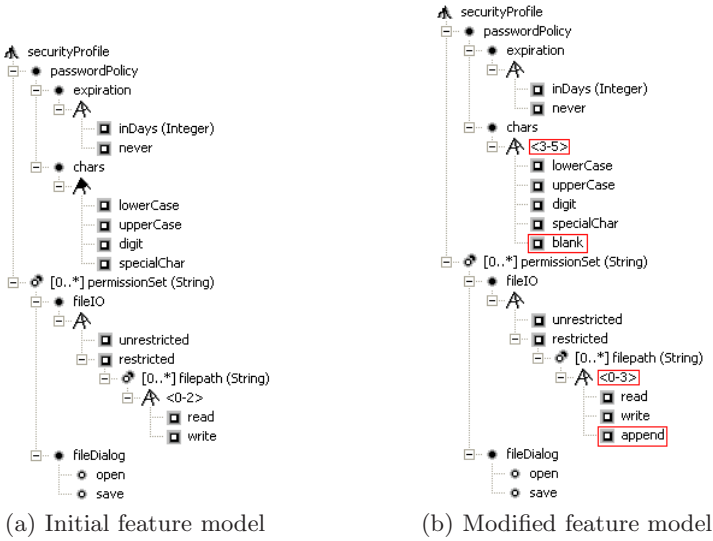 securityProfile
passwordPolicy
expiration
inDays (Integer)
never
chars
lowerCase
upperCase
digit
specialChar
[0..*] permissionSet (String)
fileIO
unrestricted
restricted
[0..*] filepath (String)
<0-2>
read
write
fileDialog
open
save
(a) Initial feature model
securityProfile
passwordPolicy
expiration
inDays (Integer)
never
chars
<3-5>
lowerCase
upperCase
digit
specialChar
blank
[0..*] permissionSet (String)
fileIO
unrestricted
restricted
[0..*] filepath (String)
<0-3>
read
write
append
fileDialog
open
save
(b) Modified feature model